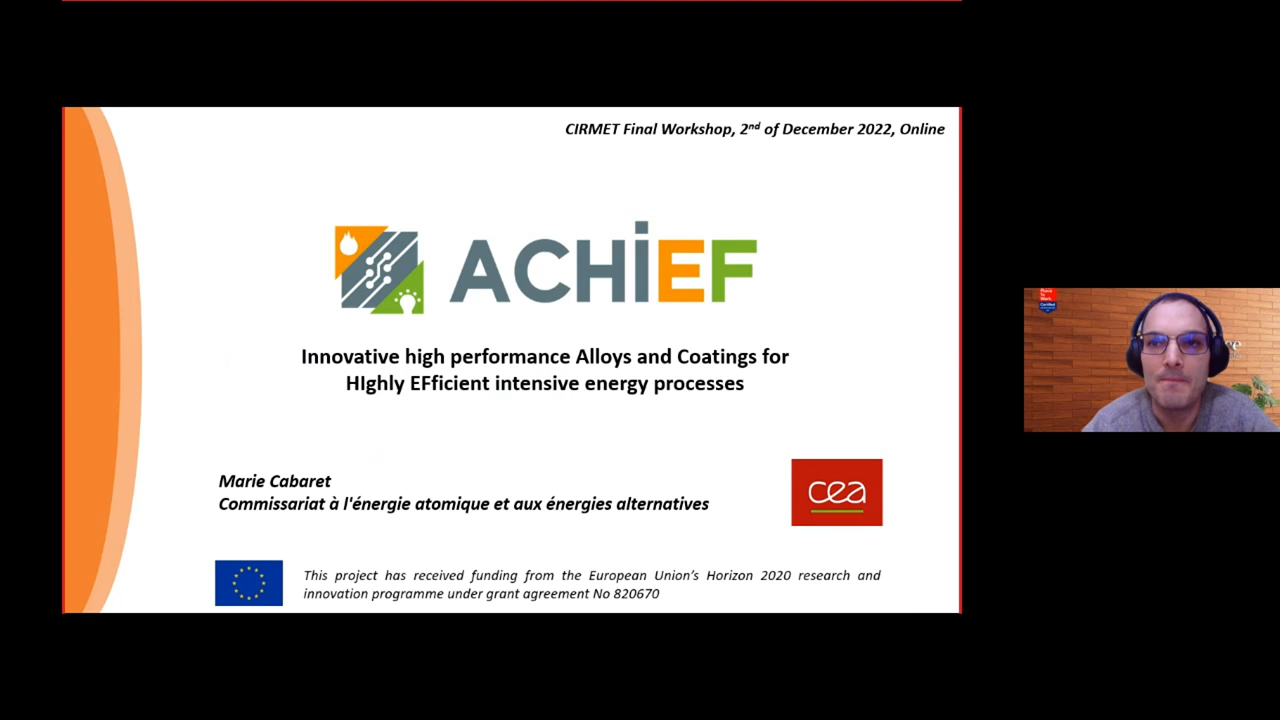 CIRMET Final Workshop, 2nd of December 2022, Online
ACHiEF
Innovative high performance Alloys and Coatings for
HIghly EFficient intensive energy processes
Marie Cabaret
Commissariat à l'énergie atomique et aux énergies alternatives
cea
This project has received funding from the European Union’s Horizon 2020 research and
innovation programme under grant agreement No 820670